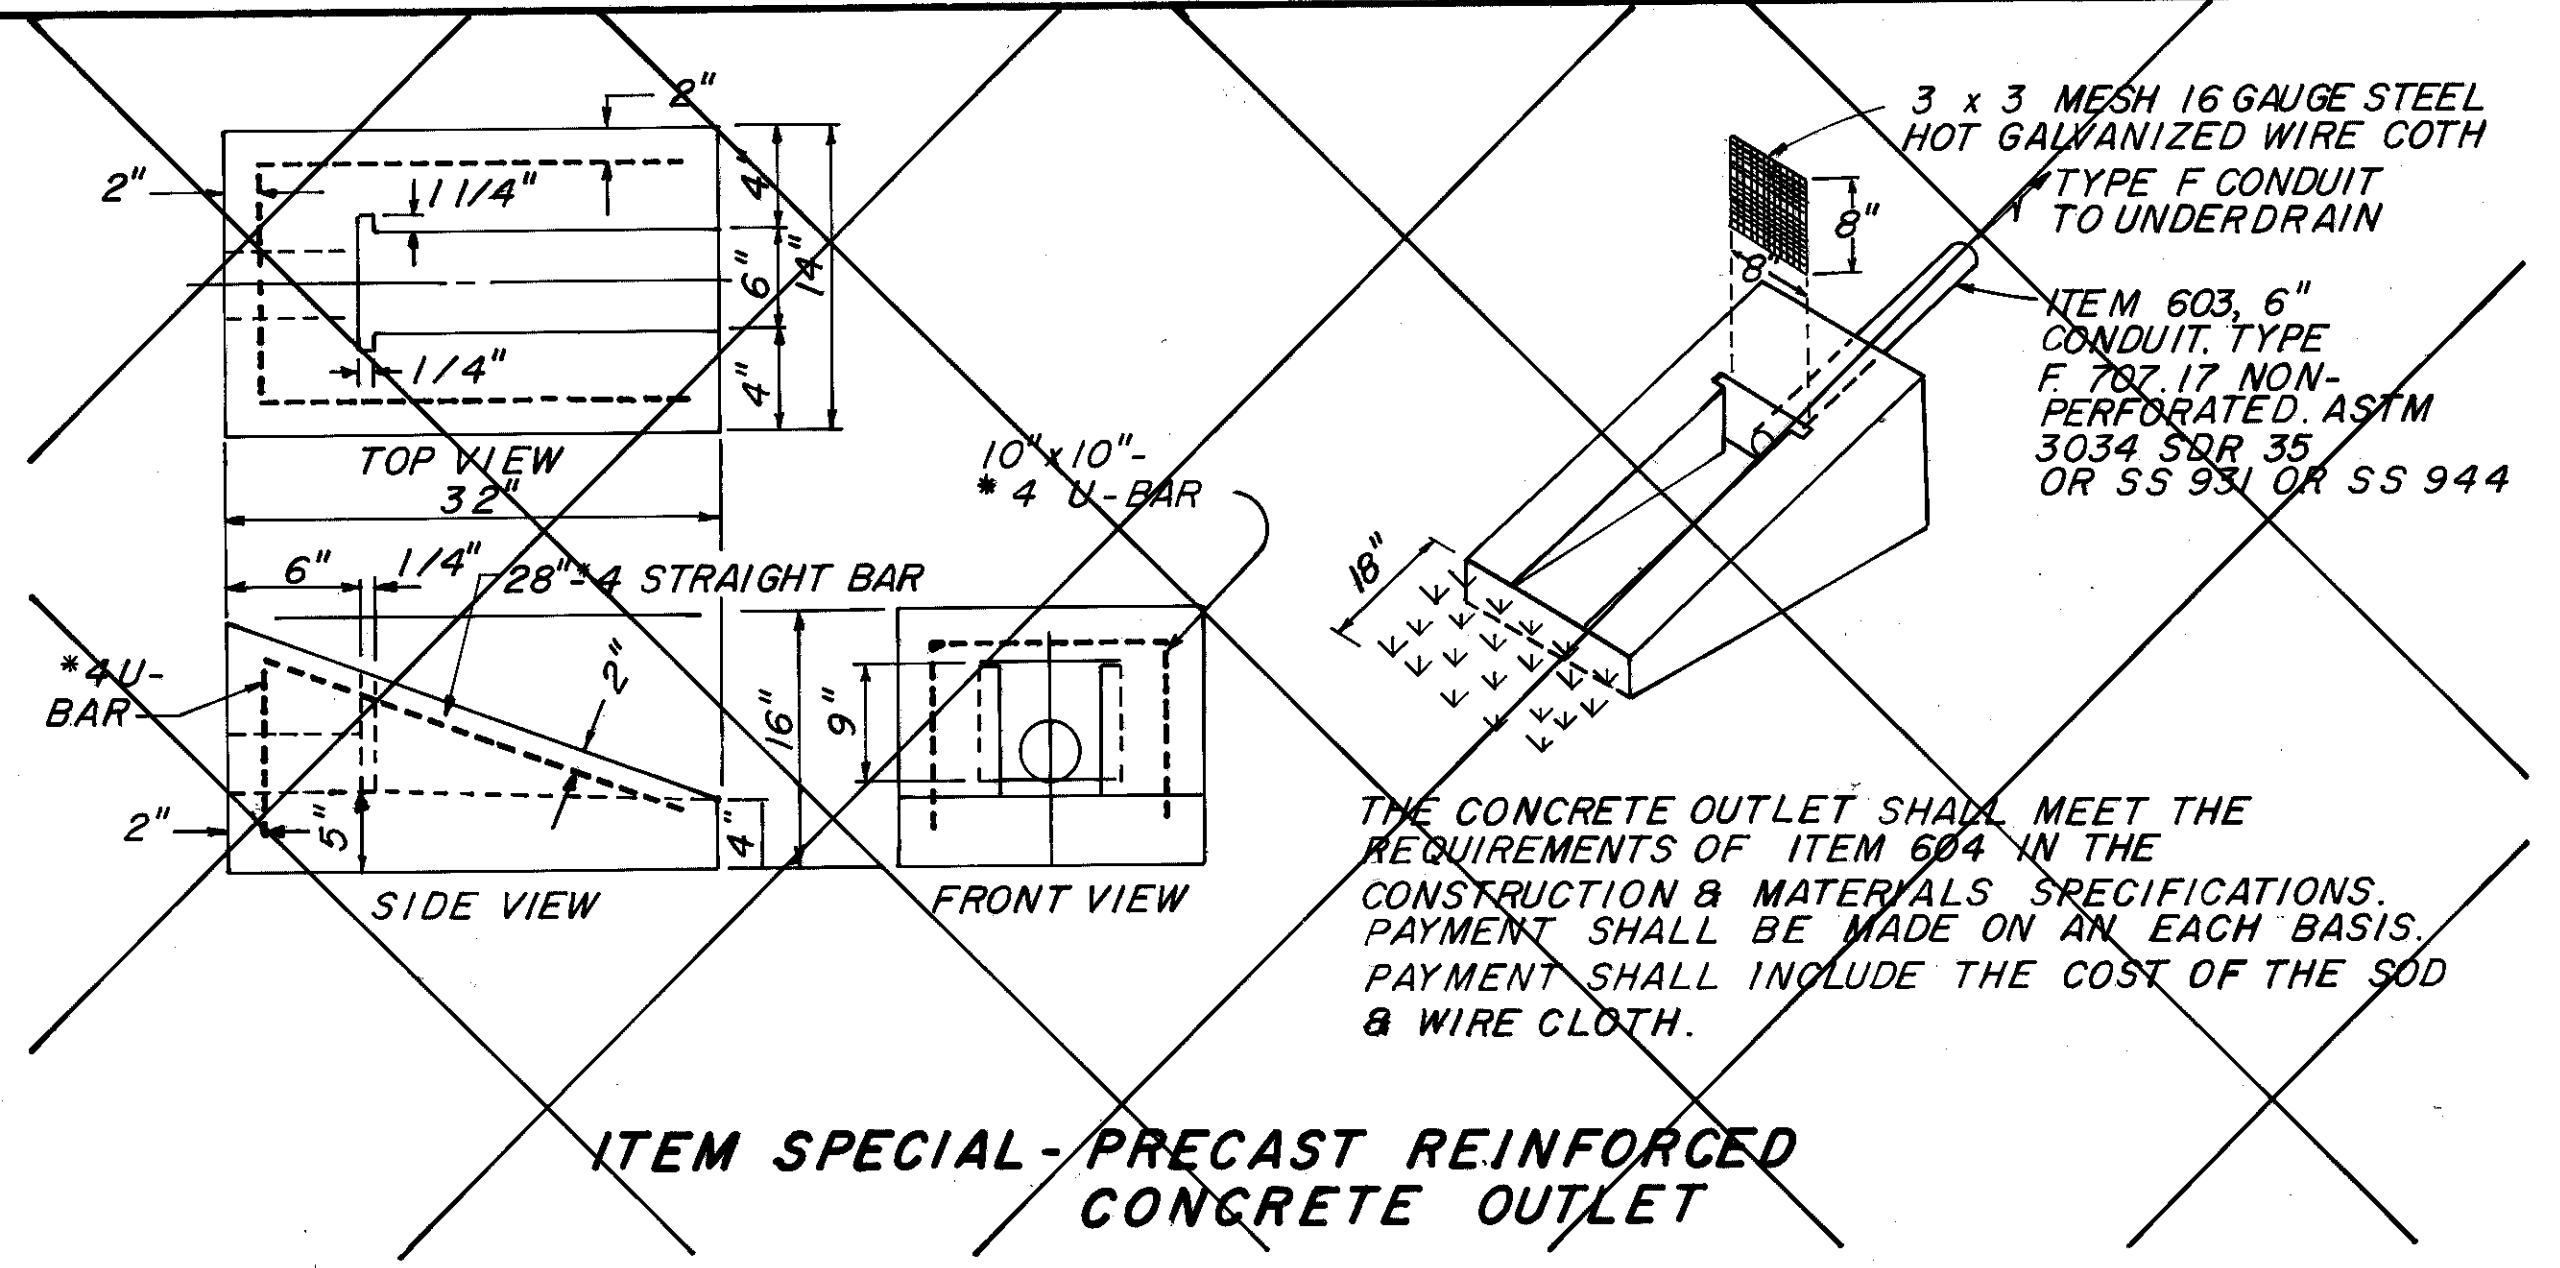 2"
2"
1 1/4"
4"
6"
14"
1/4"
4"
TOP VIEW
32"
6"
1/4"
28"-#4 STRAIGHT BAR
#4 U-
BAR
2"
2"
5"
4"
16"
SIDE VIEW
10"x10"-
#4 U-BAR
9"
FRONT VIEW
3 x 3 MESH 16 GAUGE STEEL
HOT GALVANIZED WIRE COTH
TYPE F CONDUIT
TO UNDERDRAIN
8"
8"
ITEM 603, 6"
CONDUIT. TYPE
F. 707.17 NON-
PERFORATED. ASTM
3034 SDR 35
OR SS 931 OR SS 944
18"
THE CONCRETE OUTLET SHALL MEET THE
REQUIREMENTS OF ITEM 604 IN THE
CONSTRUCTION & MATERIALS SPECIFICATIONS.
PAYMENT SHALL BE MADE ON AN EACH BASIS.
PAYMENT SHALL INCLUDE THE COST OF THE SOD
& WIRE CLOTH.
ITEM SPECIAL- PRECAST REINFORCED
CONCRETE OUTLET